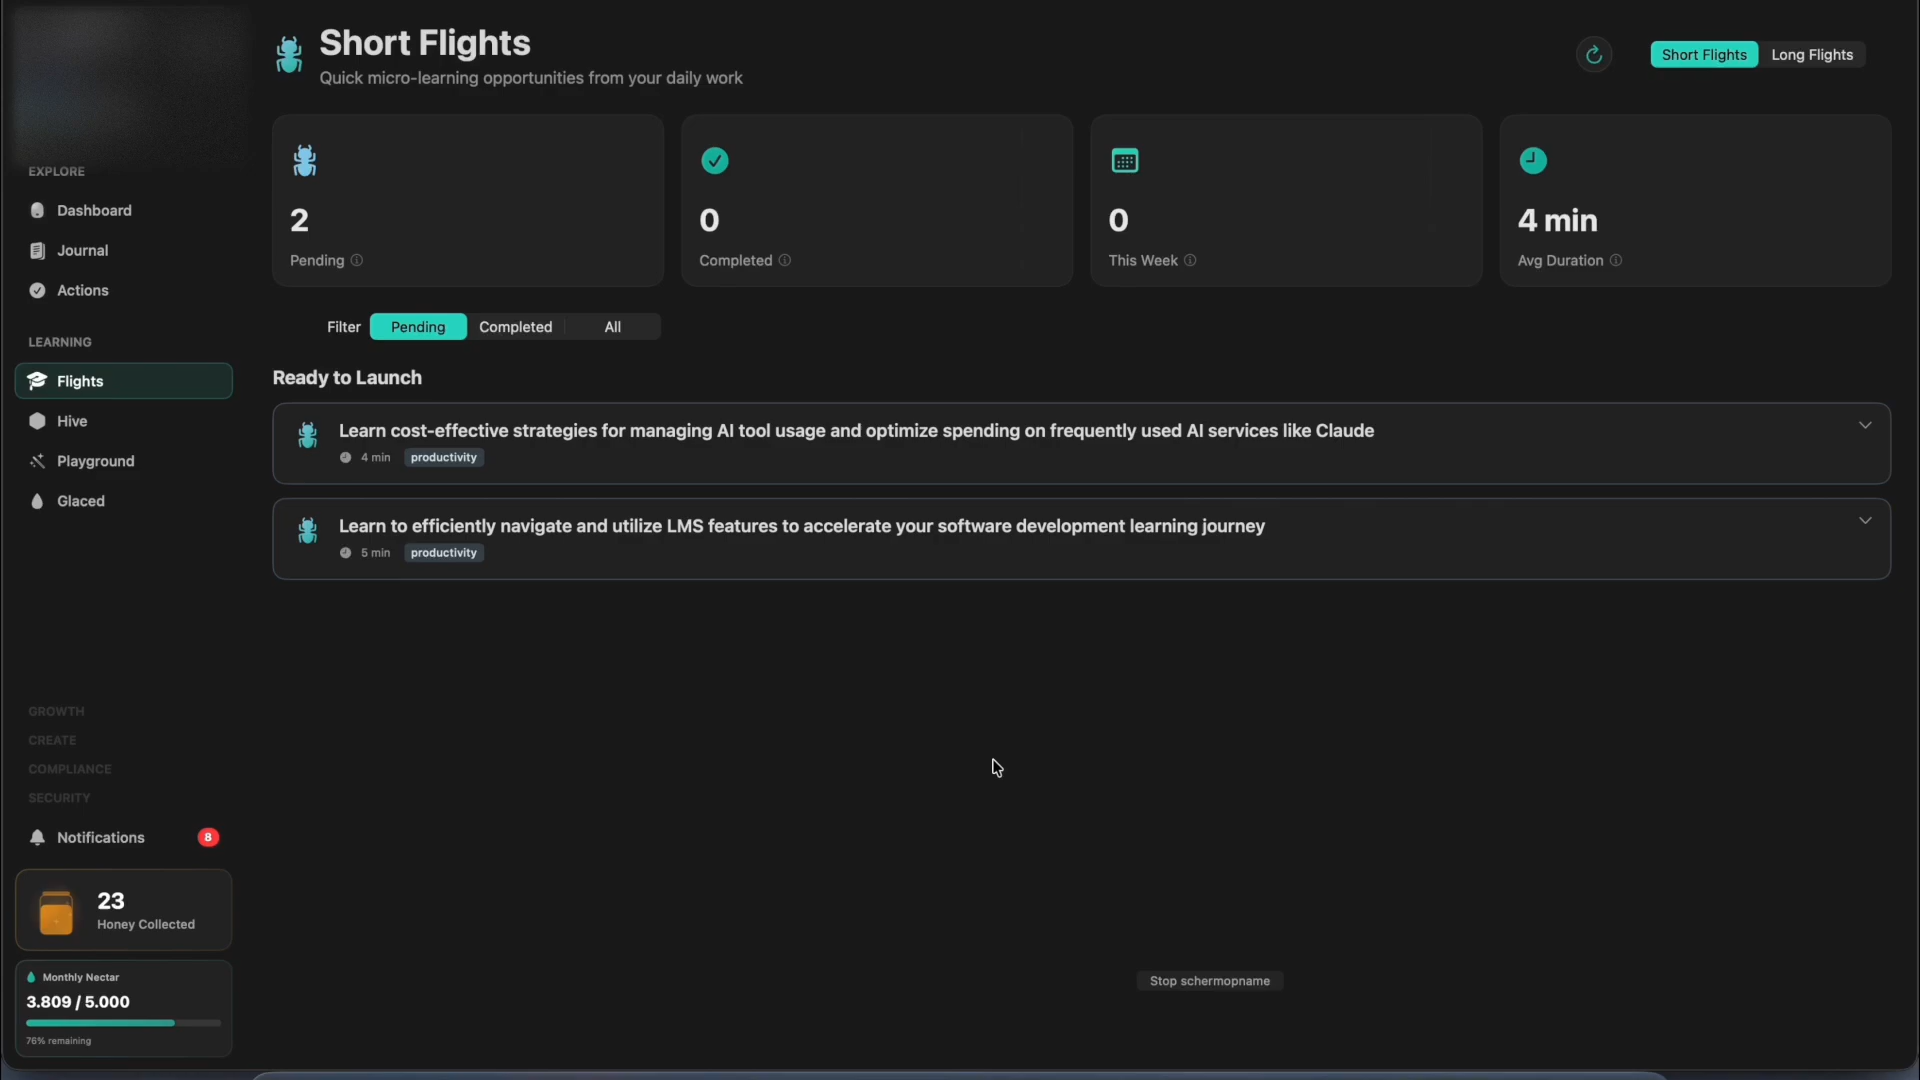 Short Flights
Quick micro-learning opportunities from your daily work
Short Flights
Long Flights
EXPLORE
Dashboard
Journal
Actions
LEARNING
Flights
Hive
Playground
Glaced
GROWTH
CREATE
COMPLIANCE
SECURITY
Notifications
8
23
Honey Collected
Monthly Nectar
3.809 / 5.000
76% remaining
2
Pending
0
Completed
0
This Week
4 min
Avg Duration
Filter
Pending
Completed
All
Ready to Launch
Learn cost-effective strategies for managing AI tool usage and optimize spending on frequently used AI services like Claude
4 min
productivity
Learn to efficiently navigate and utilize LMS features to accelerate your software development learning journey
5 min
productivity
Stop schermopname